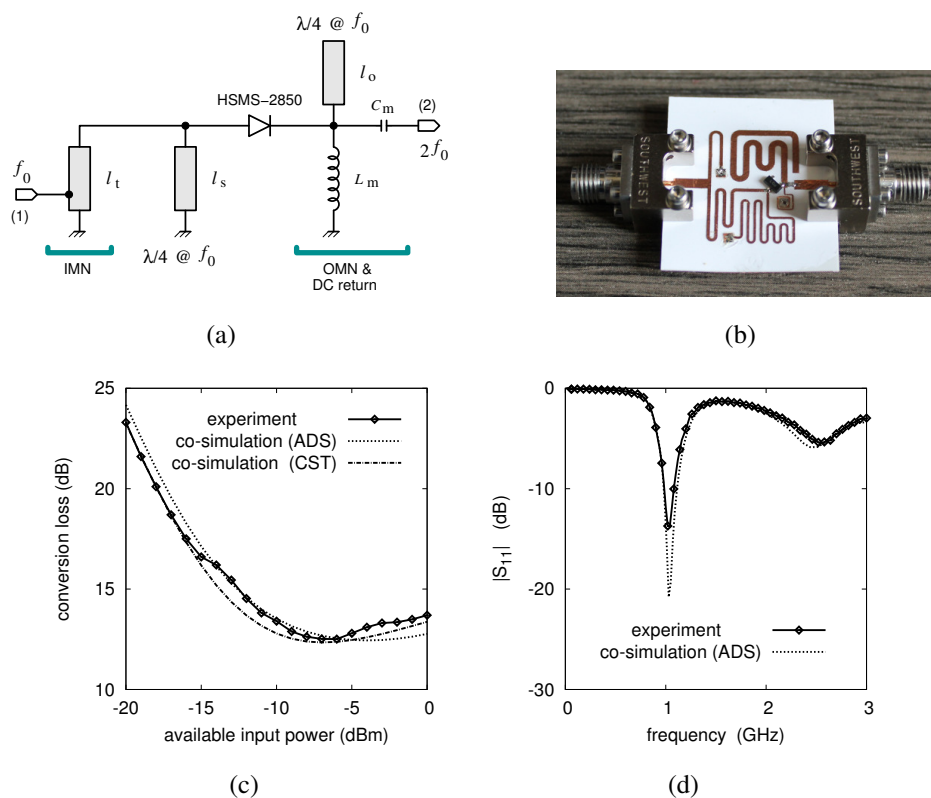 λ/4 @ f0
lo
HSMS−2850
Cm
(2)
2f0
f0
(1)
lt
ls
Lm
λ/4 @ f0
IMN
OMN &
DC return
(a)
SOUTHWEST
SOUTHWEST
(b)
25
20
15
10
-20
-15
-10
-5
0
conversion loss (dB)
available input power (dBm)
experiment
co-simulation (ADS)
co-simulation (CST)
(c)
0
-10
-20
-30
0
1
2
3
|S11| (dB)
frequency (GHz)
experiment
co-simulation (ADS)
(d)